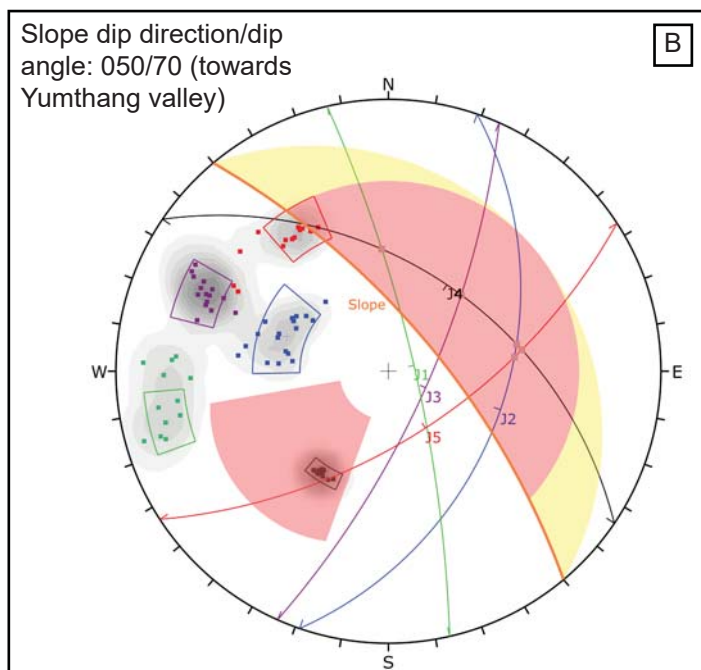 Slope dip direction/dip
angle: 050/70 (towards
Yumthang valley)
B
N
J4
Slope
W
E
J1
J3
J2
J5
S